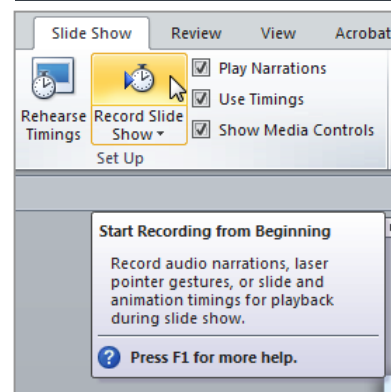 Slide Show Review View Acrobat
Play Narrations
Use Timings
Rehearse Record Slide
Timings Show Show Media Controls
Set Up
Start Recording from Beginning
Record audio narrations, laser
pointer gestures, or slide and
animation timings for playback
during slide show.
Press F1 for more help.